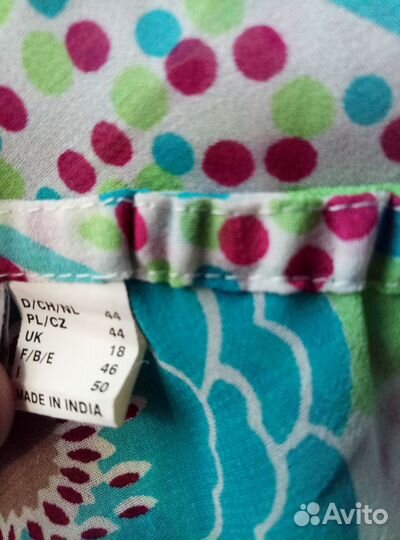 D/CH/NL 44
PL/CZ 44
UK 18
F/B/E 46
I 50
MADE IN INDIA
Avito